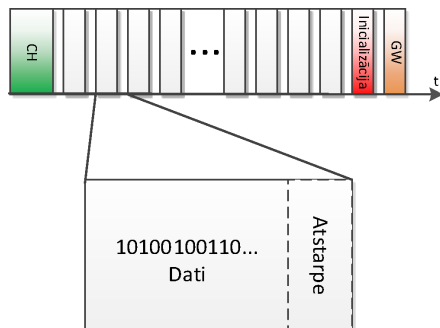 CH
...
Inicializācija
GW
t
10100100110...
Dati
Atstarpe